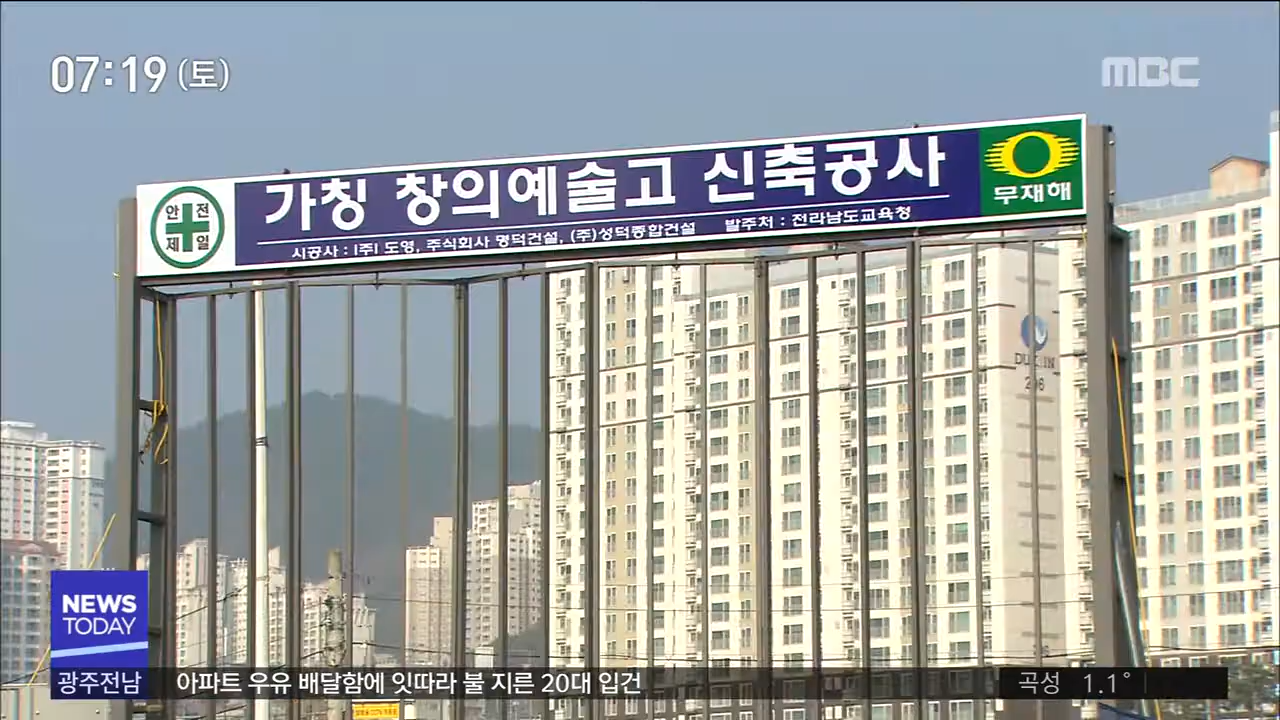 07:19 (토)
MBC
안전제일
가칭 창의예술고 신축공사
시공사 : (주) 도영, 주식회사 명덕건설, (주)성덕종합건설 발주처 : 전라남도교육청
무재해
206
NEWS
TODAY
광주전남
아파트 우유 배달함에 잇따라 불 지른 20대 입건
곡성 1.1°